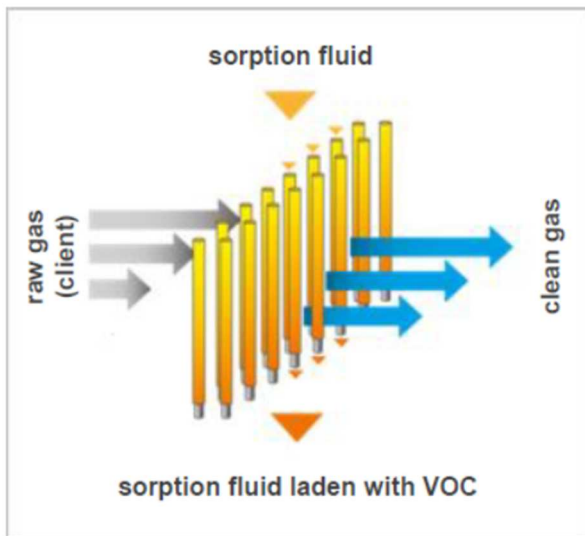 sorption fluid
raw gas
(client)
clean gas
sorption fluid laden with VOC